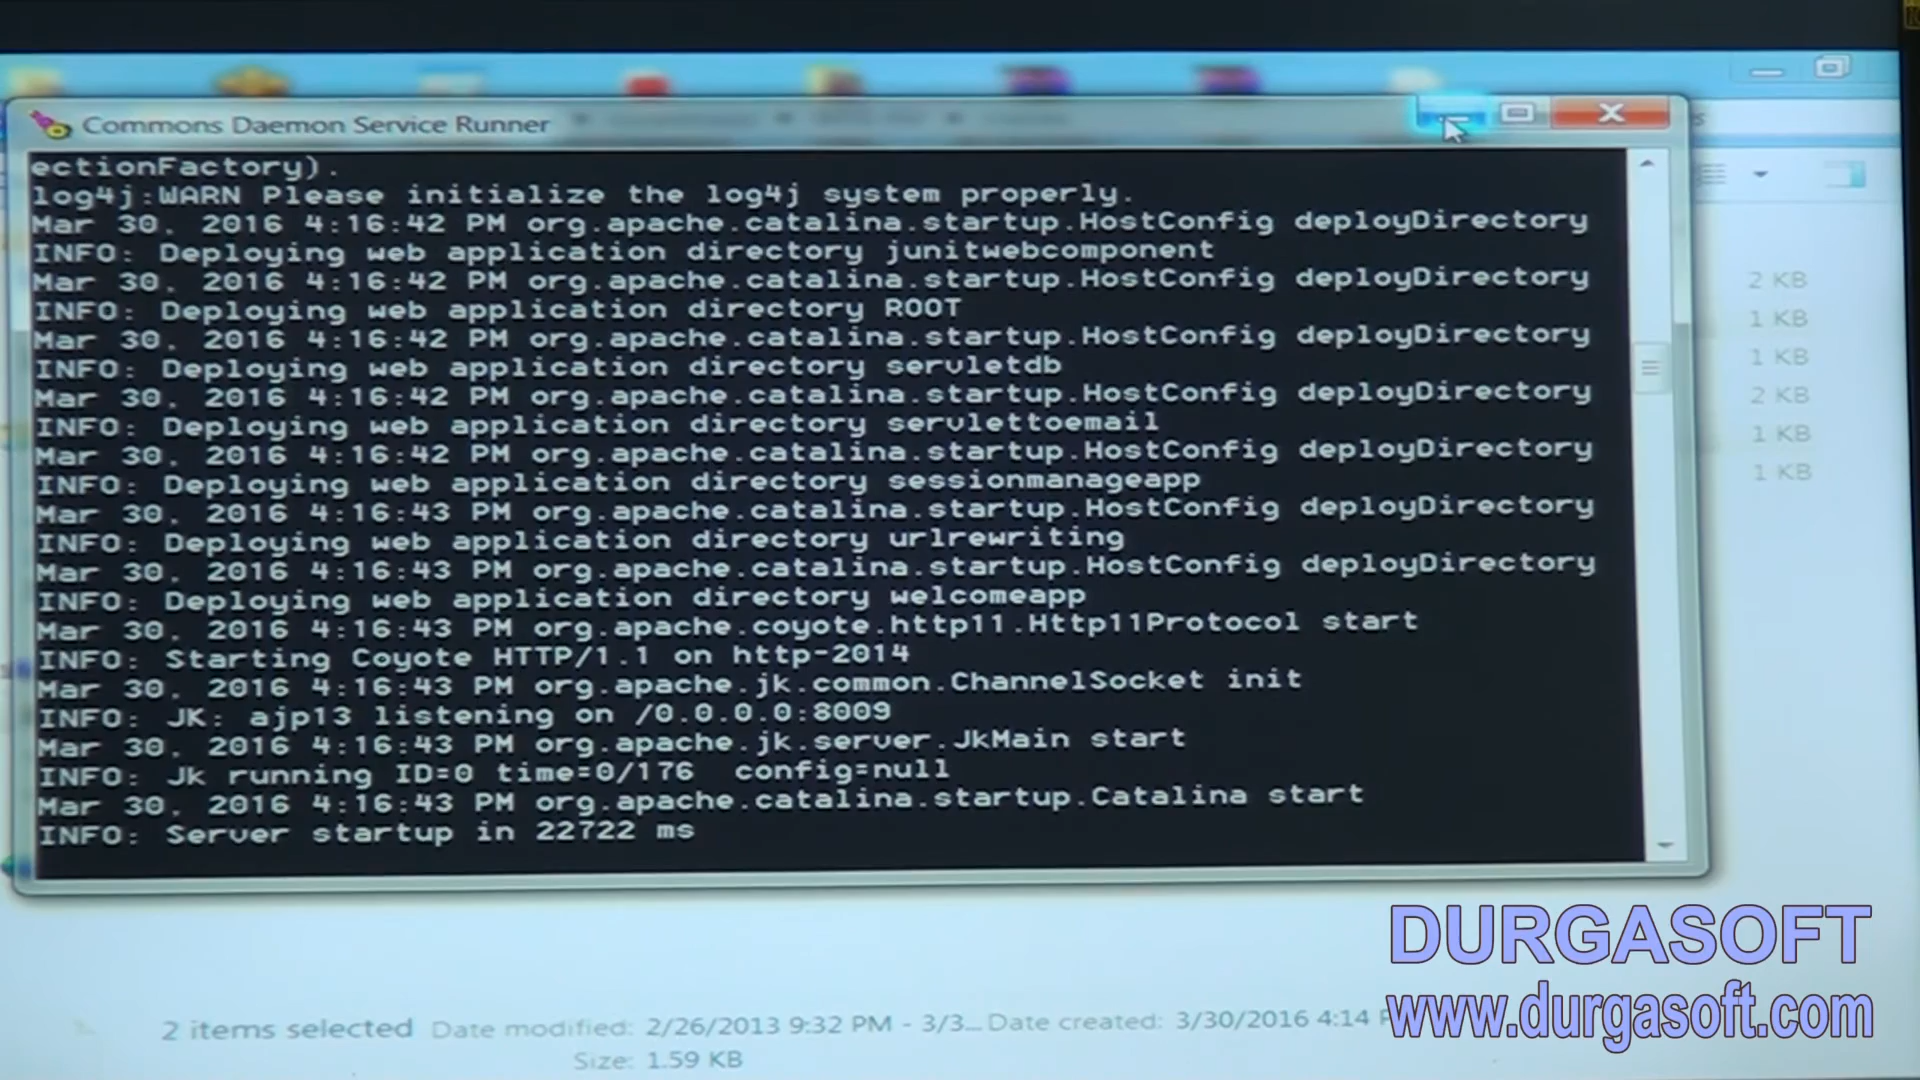 Commons Daemon Service Runner
ectionFactory).
log4j:WARN Please initialize the log4j system properly.
Mar 30, 2016 4:16:42 PM org.apache.catalina.startup.HostConfig deployDirectory
INFO: Deploying web application directory junitwebcomponent
Mar 30, 2016 4:16:42 PM org.apache.catalina.startup.HostConfig deployDirectory
INFO: Deploying web application directory ROOT
Mar 30, 2016 4:16:42 PM org.apache.catalina.startup.HostConfig deployDirectory
INFO: Deploying web application directory servletdb
Mar 30, 2016 4:16:42 PM org.apache.catalina.startup.HostConfig deployDirectory
INFO: Deploying web application directory servlettoemail
Mar 30, 2016 4:16:42 PM org.apache.catalina.startup.HostConfig deployDirectory
INFO: Deploying web application directory sessionmanageapp
Mar 30, 2016 4:16:43 PM org.apache.catalina.startup.HostConfig deployDirectory
INFO: Deploying web application directory urlrewriting
Mar 30, 2016 4:16:43 PM org.apache.catalina.startup.HostConfig deployDirectory
INFO: Deploying web application directory welcomeapp
Mar 30, 2016 4:16:43 PM org.apache.coyote.http11.Http11Protocol start
INFO: Starting Coyote HTTP/1.1 on http-2014
Mar 30, 2016 4:16:43 PM org.apache.jk.common.ChannelSocket init
INFO: JK: ajp13 listening on /0.0.0.0:8009
Mar 30, 2016 4:16:43 PM org.apache.jk.server.JkMain start
INFO: Jk running ID=0 time=0/176  config=null
Mar 30, 2016 4:16:43 PM org.apache.catalina.startup.Catalina start
INFO: Server startup in 22722 ms
2 KB
1 KB
1 KB
2 KB
1 KB
1 KB
2 items selected Date modified: 2/26/2013 9:32 PM - 3/3... Date created: 3/30/2016 4:14
Size: 1.59 KB
DURGASOFT
www.durgasoft.com